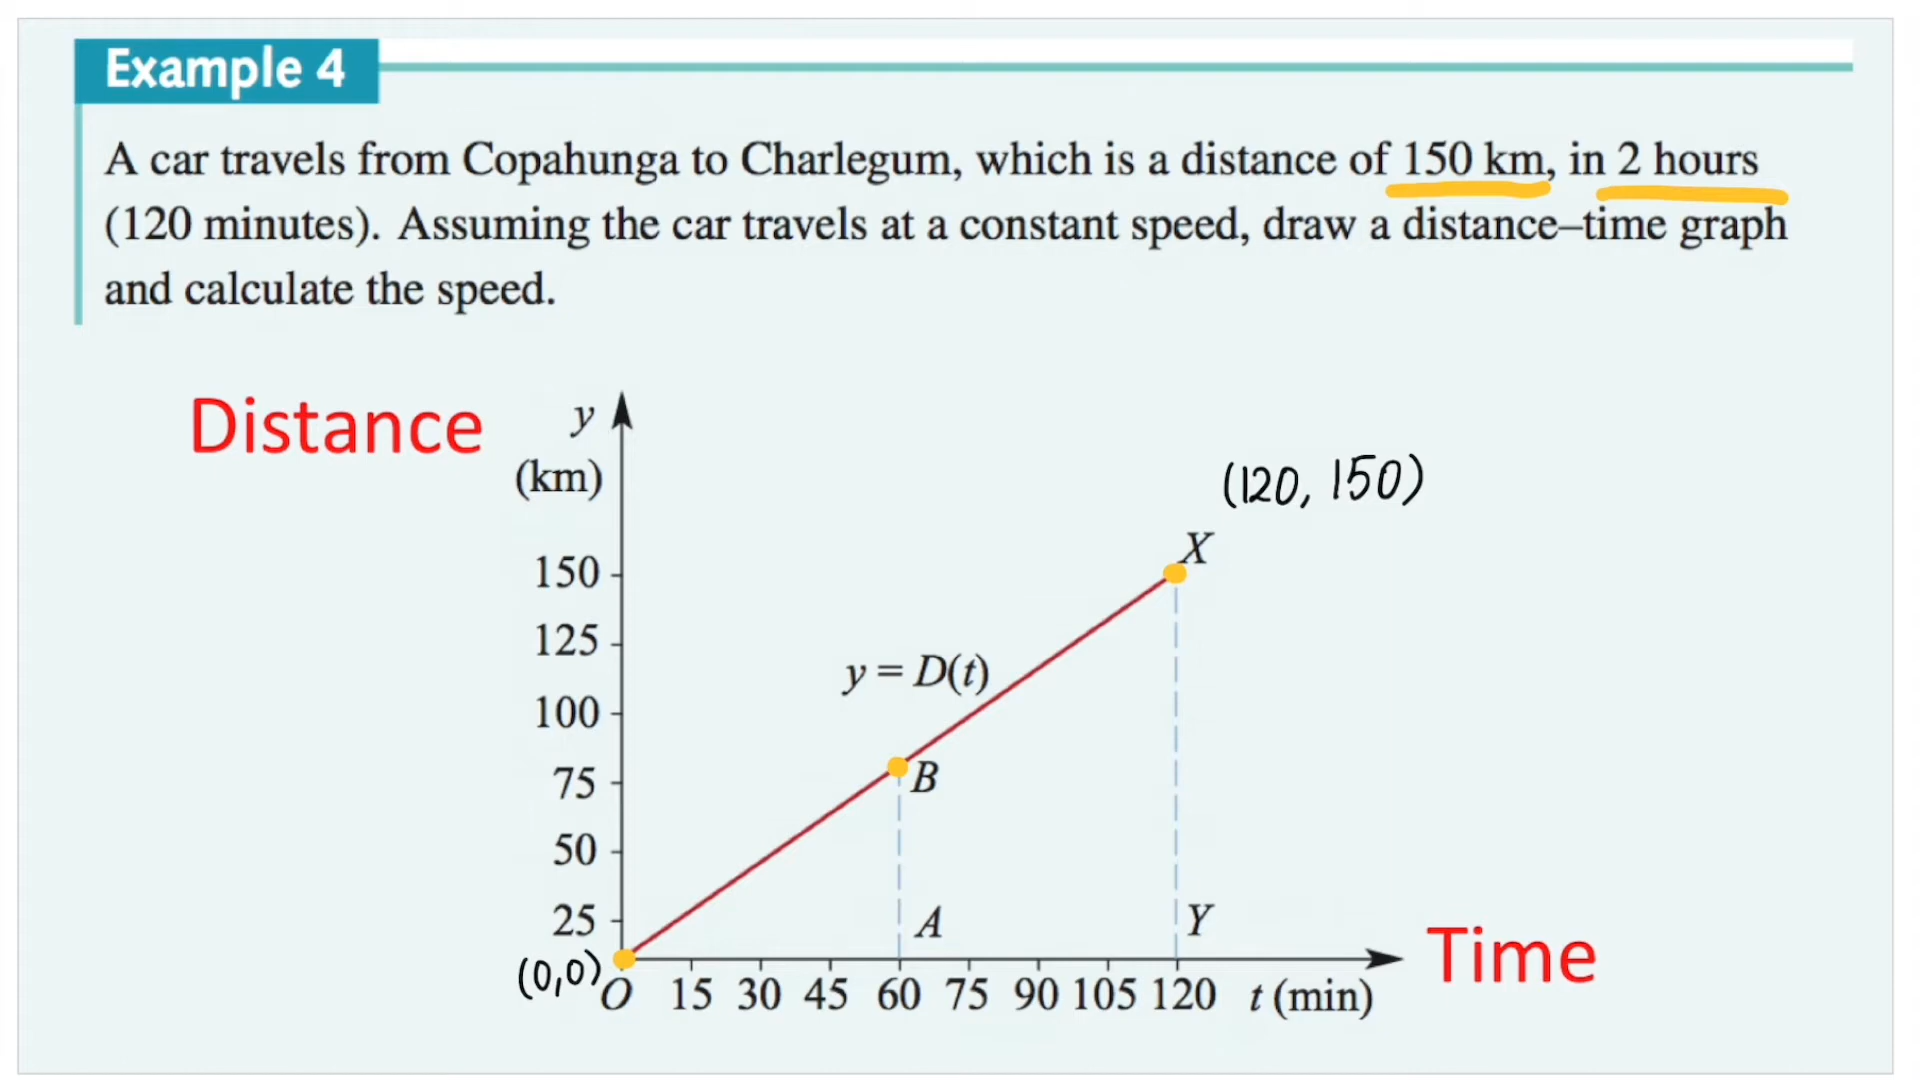 Example 4
A car travels from Copahunga to Charlegum, which is a distance of 150 km, in 2 hours
(120 minutes). Assuming the car travels at a constant speed, draw a distance–time graph
and calculate the speed.
Distance
y
(km)
(120, 150)
X
150
125
y = D(t)
100
75
B
50
25
A
Y
Time
(0,0)
O 15 30 45 60 75 90 105 120 t (min)